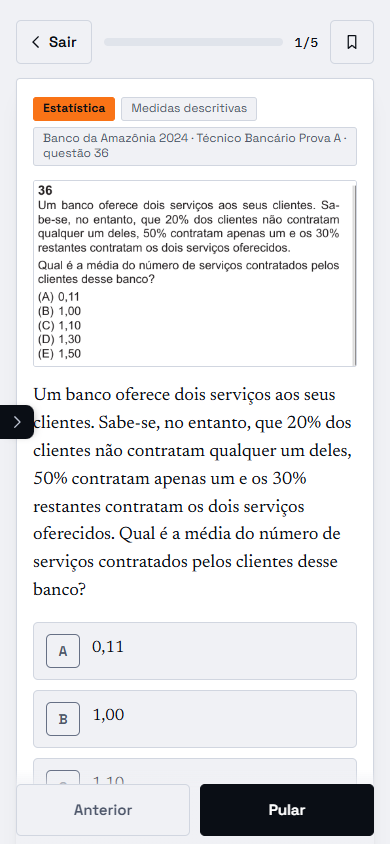 Sair
1/5
Estatística
Medidas descritivas
Banco da Amazônia 2024 · Técnico Bancário Prova A ·
questão 36
36
Um banco oferece dois serviços aos seus clientes. Sa-
be-se, no entanto, que 20% dos clientes não contratam
qualquer um deles, 50% contratam apenas um e os 30%
restantes contratam os dois serviços oferecidos.
Qual é a média do número de serviços contratados pelos
clientes desse banco?
(A) 0,11
(B) 1,00
(C) 1,10
(D) 1,30
(E) 1,50
Um banco oferece dois serviços aos seus
clientes. Sabe-se, no entanto, que 20% dos
clientes não contratam qualquer um deles,
50% contratam apenas um e os 30%
restantes contratam os dois serviços
oferecidos. Qual é a média do número de
serviços contratados pelos clientes desse
banco?
A 0,11
B 1,00
C 1,10
Anterior
Pular